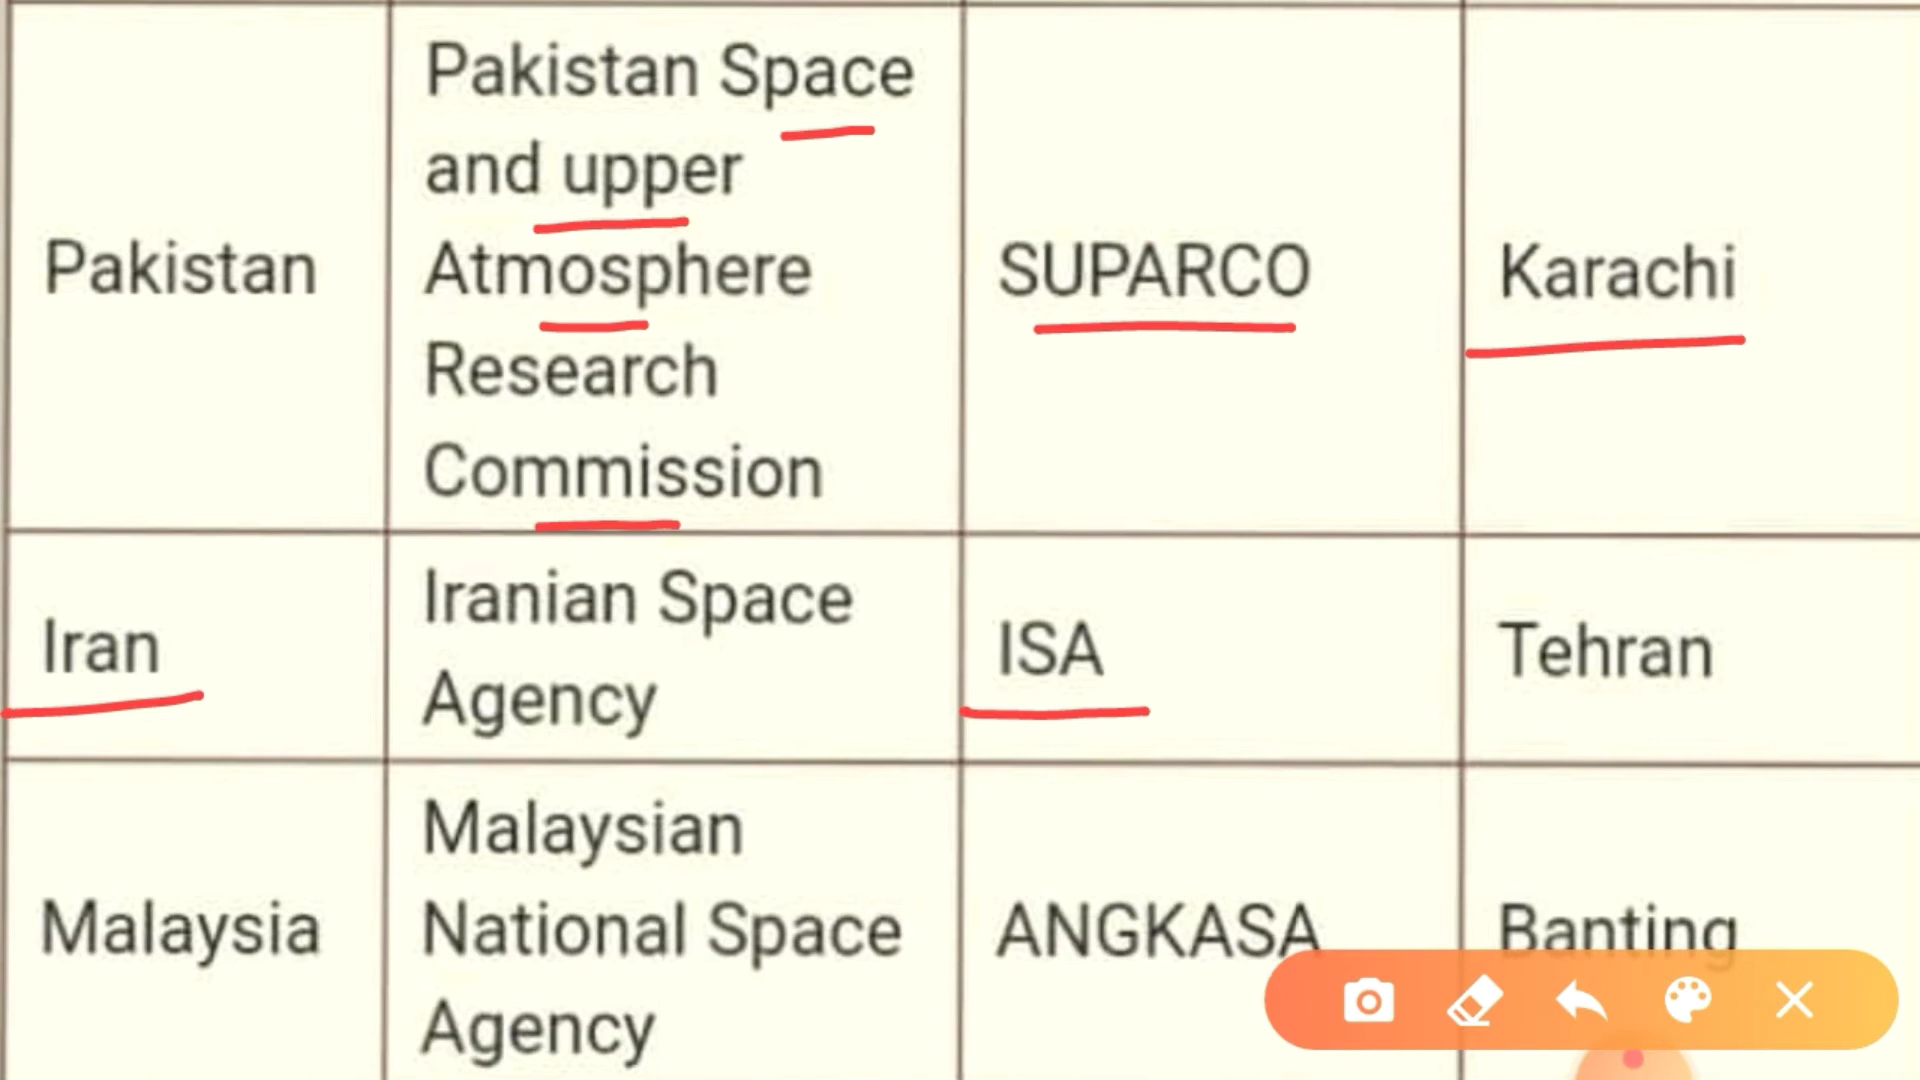 Pakistan
Pakistan Space
and upper
Atmosphere
Research
Commission
SUPARCO
Karachi
Iran
Iranian Space
Agency
ISA
Tehran
Malaysia
Malaysian
National Space
Agency
ANGKASA
Banting